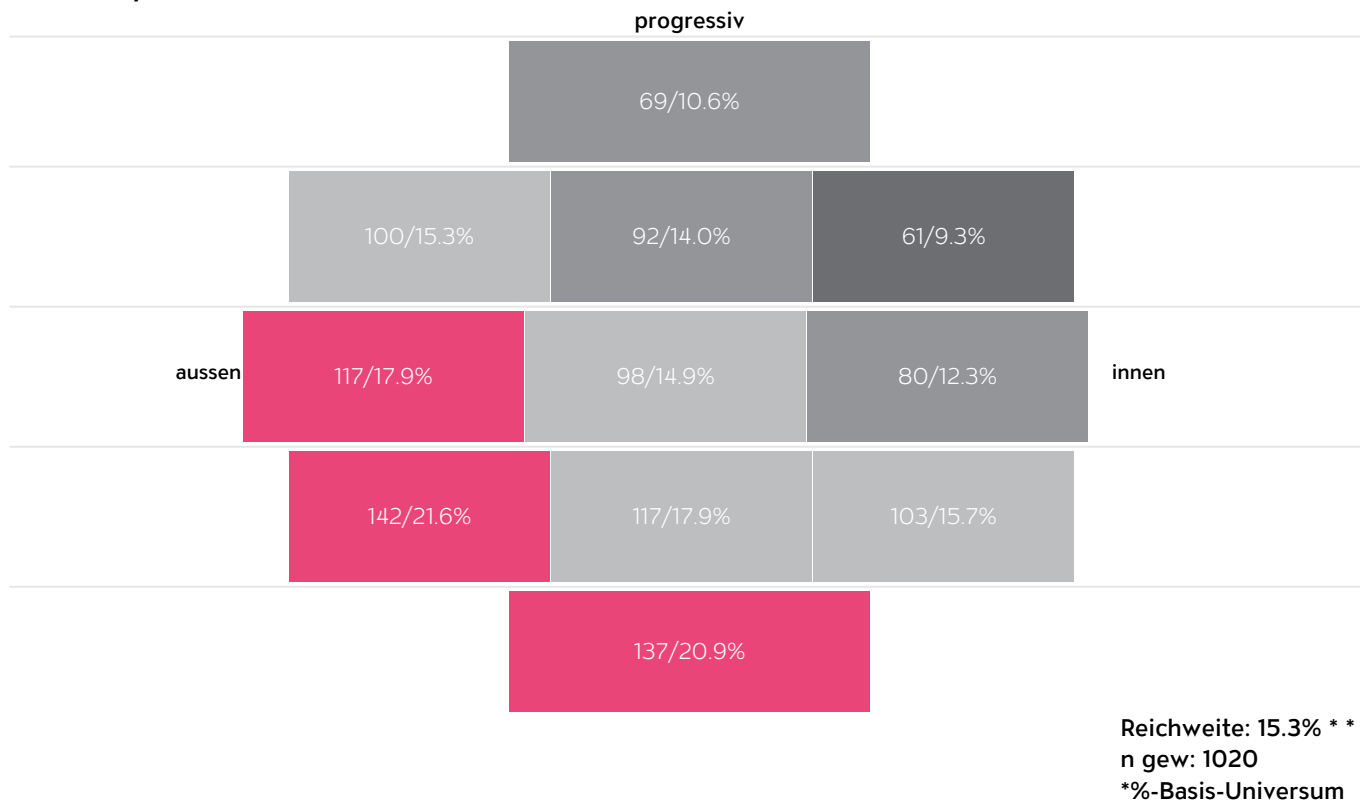 progressiv
69/10.6%
100/15.3% 92/14.0% 61/9.3%
aussen 117/17.9% 98/14.9% 80/12.3% innen
142/21.6% 117/17.9% 103/15.7%
137/20.9%
Reichweite: 15.3% * *
n gew: 1020
*%-Basis-Universum